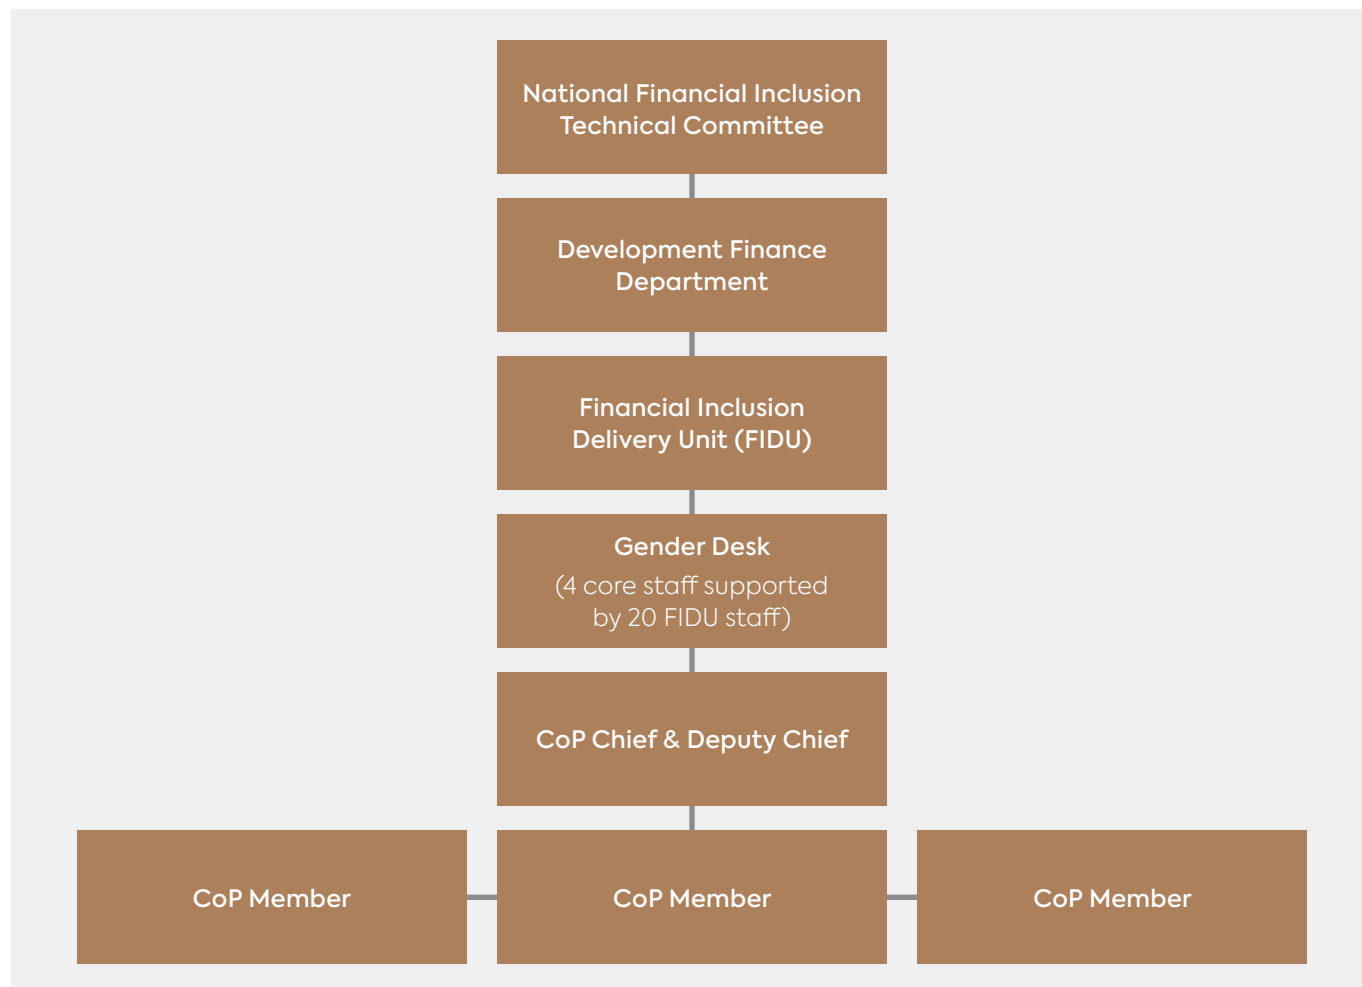 National Financial Inclusion
Technical Committee
Development Finance
Department
Financial Inclusion
Delivery Unit (FIDU)
Gender Desk
(4 core staff supported
by 20 FIDU staff)
CoP Chief & Deputy Chief
CoP Member
CoP Member
CoP Member